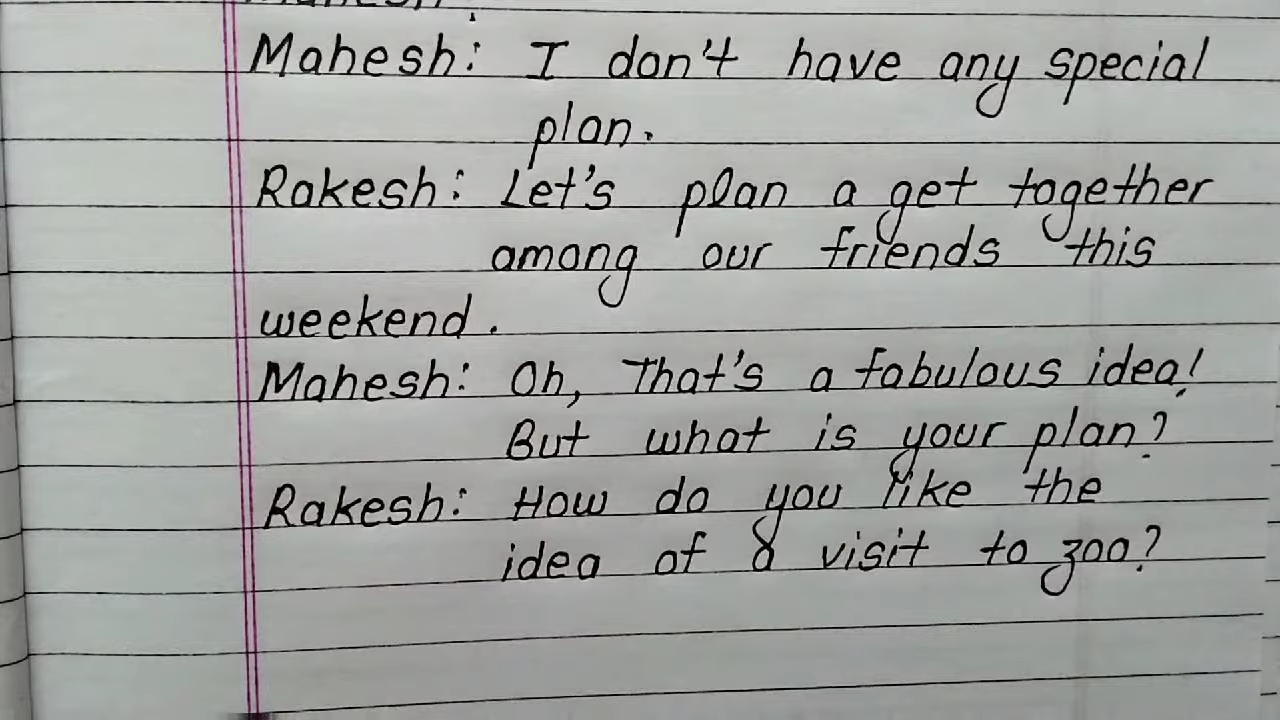 Mahesh: I don't have any special
plan.
Rakesh: Let's plan a get together
among our friends this
weekend.
Mahesh: Oh, That's a fabulous idea!
But what is your plan?
Rakesh: How do you like the
idea of a visit to zoo?